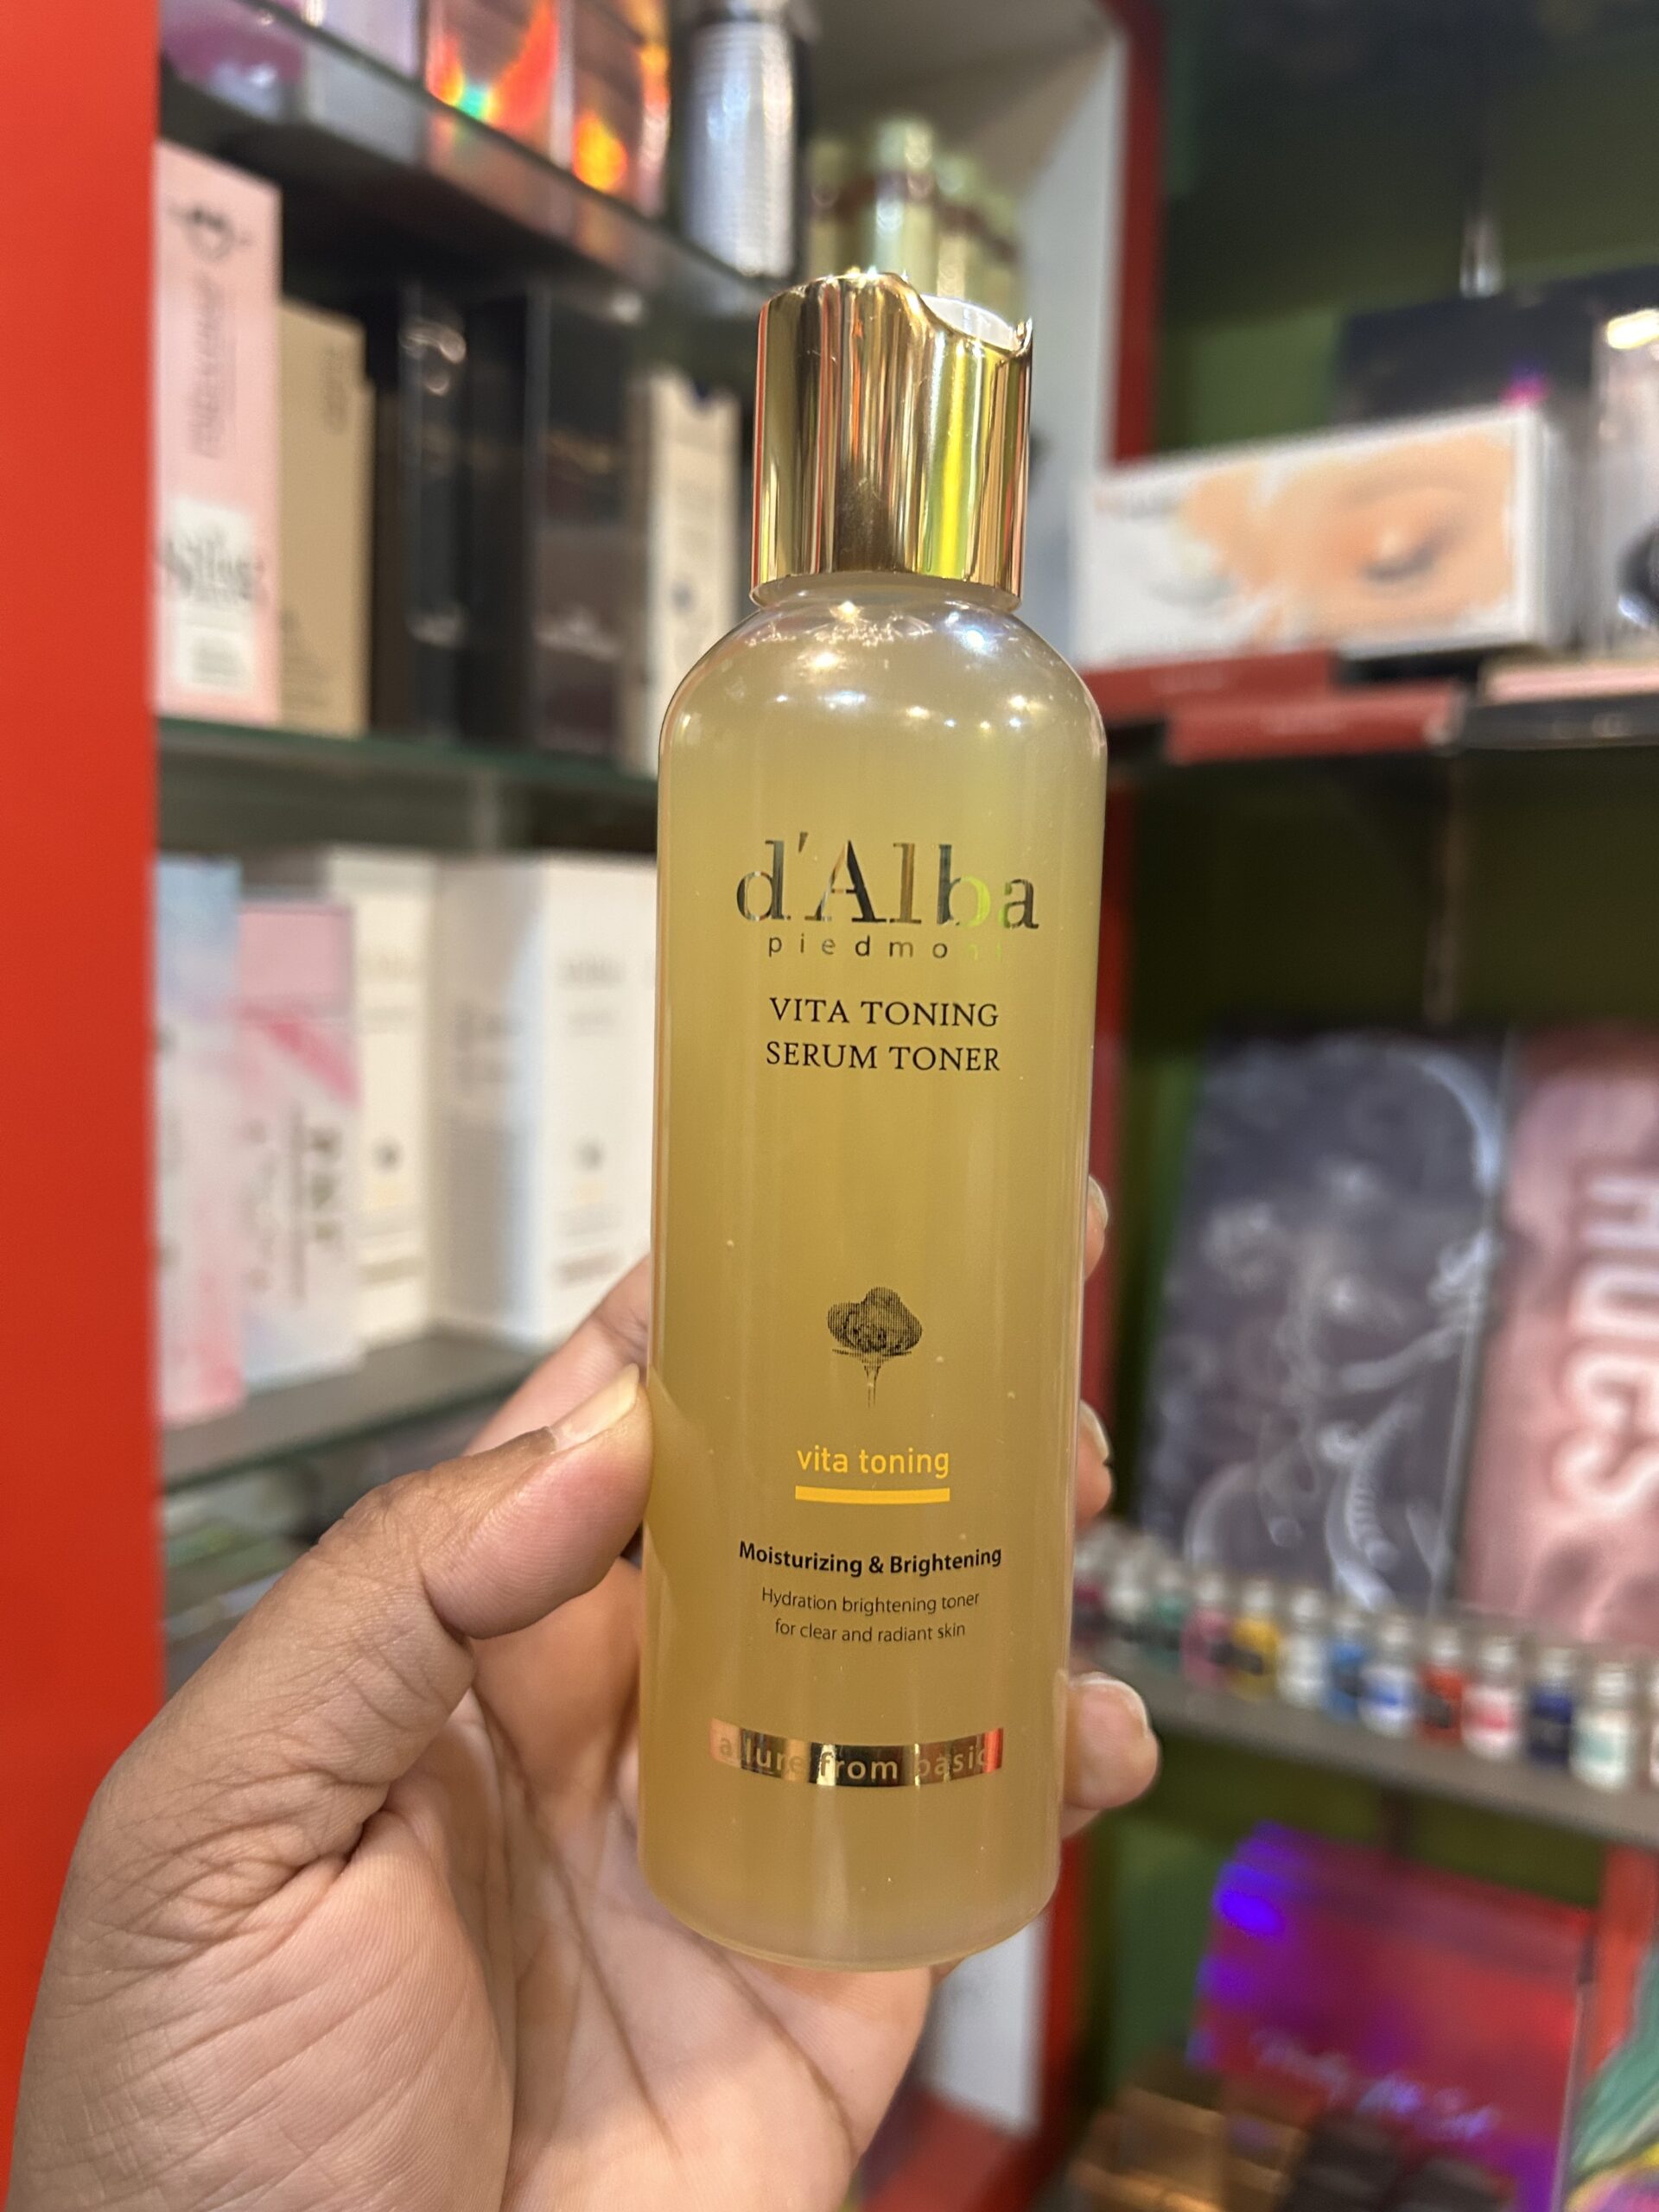 d'Alba
piedmont
VITA TONING
SERUM TONER
vita toning
Moisturizing & Brightening
Hydration brightening toner
for clear and radiant skin
allure from basic